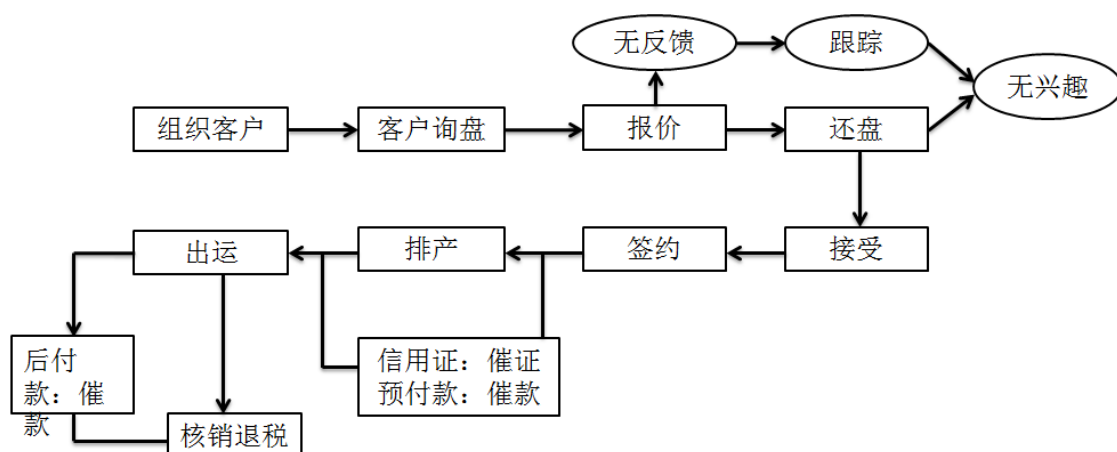 无反馈
跟踪
无兴趣
组织客户
客户询盘
报价
还盘
出运
排产
签约
接受
后付
款：催
款
信用证：催证
预付款：催款
核销退税